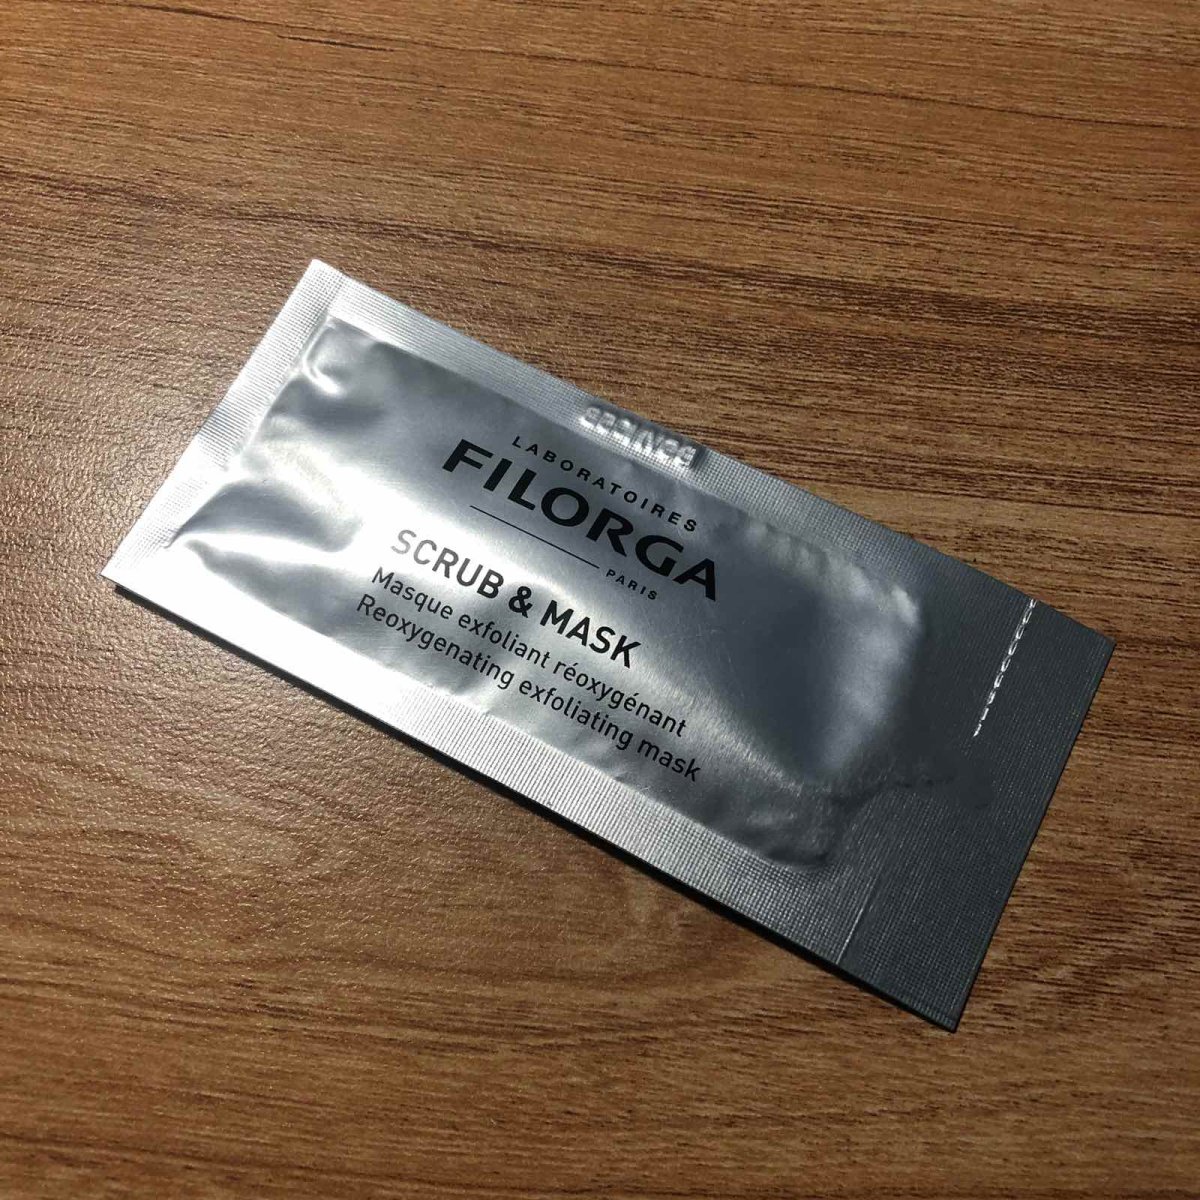 LABORATOIRES
FILORGA
PARIS
SCRUB & MASK
Masque exfoliant réoxygénant
Reoxygenating exfoliating mask